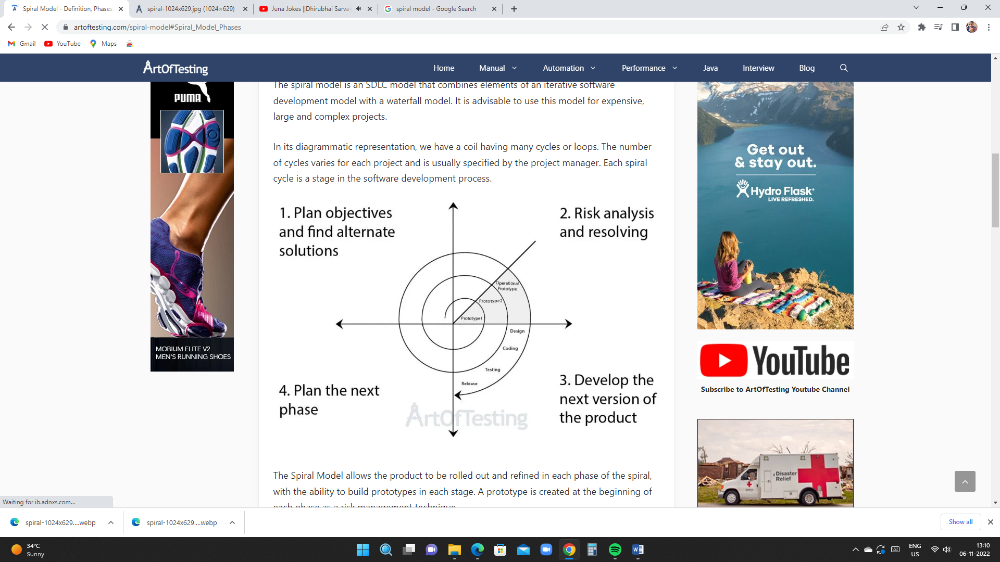 Spiral Model - Definition, Phases
spiral-1024x629.jpg (1024×629)
Juna Jokes ||Dhirubhai Sarvai
spiral model - Google Search
artoftesting.com/spiral-model#Spiral_Model_Phases
Gmail
YouTube
Maps
ArtOfTesting
Home
Manual
Automation
Performance
Java
Interview
Blog
PUMA
MOBIUM ELITE V2
MEN'S RUNNING SHOES
The spiral model is an SDLC model that combines elements of an iterative software
development model with a waterfall model. It is advisable to use this model for expensive,
large and complex projects.
In its diagrammatic representation, we have a coil having many cycles or loops. The number
of cycles varies for each project and is usually specified by the project manager. Each spiral
cycle is a stage in the software development process.
1. Plan objectives
and find alternate
solutions
2. Risk analysis
and resolving
Operational
Prototype
Prototype2
Prototype1
Design
Coding
Testing
Release
4. Plan the next
phase
3. Develop the
next version of
the product
ArtOfTesting
The Spiral Model allows the product to be rolled out and refined in each phase of the spiral,
with the ability to build prototypes in each stage. A prototype is created at the beginning of
each phase as a risk management technique.
Get out
& stay out.
Hydro Flask
LIVE REFRESHED.
YouTube
Subscribe to ArtOfTesting Youtube Channel
Disaster
Relief
Waiting for ib.adnxs.com...
spiral-1024x629....webp
spiral-1024x629....webp
Show all
34°C
Sunny
ENG
US
13:10
06-11-2022